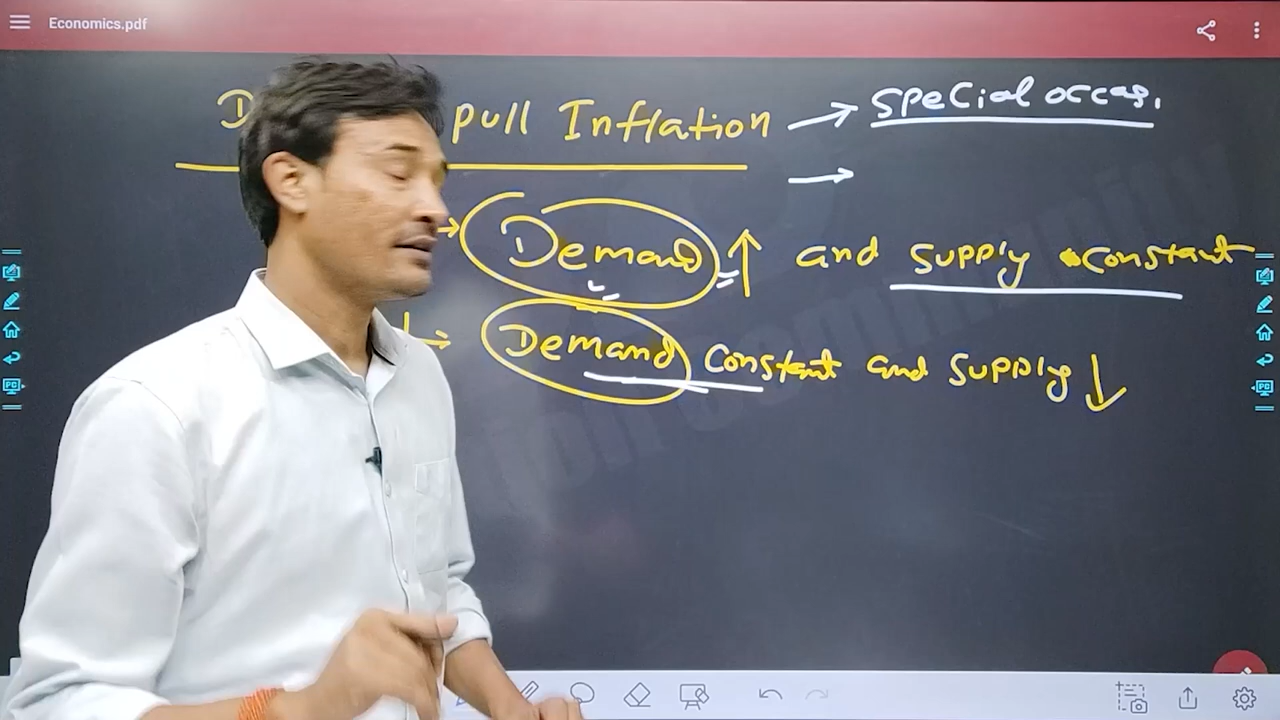 Economics.pdf
D pull Inflation → special occas.
→
→ Demand ↑ and supply constant
→ Demand constant and supply ↓